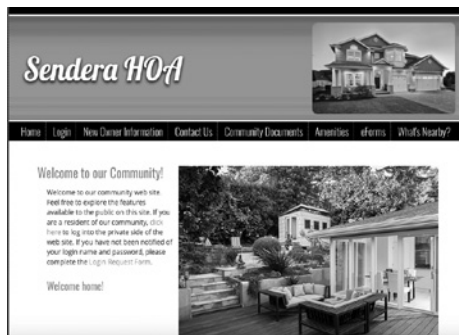 Sendera HOA
Home Login New Owner Information Contact Us Community Documents Amenities eForms What's Nearby?
Welcome to our Community!
Welcome to our community web site.
Feel free to explore the features
available to the public on this site. If you
are a resident of our community, click
here to log into the private side of the
web site. If you have not been notified of
your login name and password, please
complete the Login Request Form.
Welcome home!